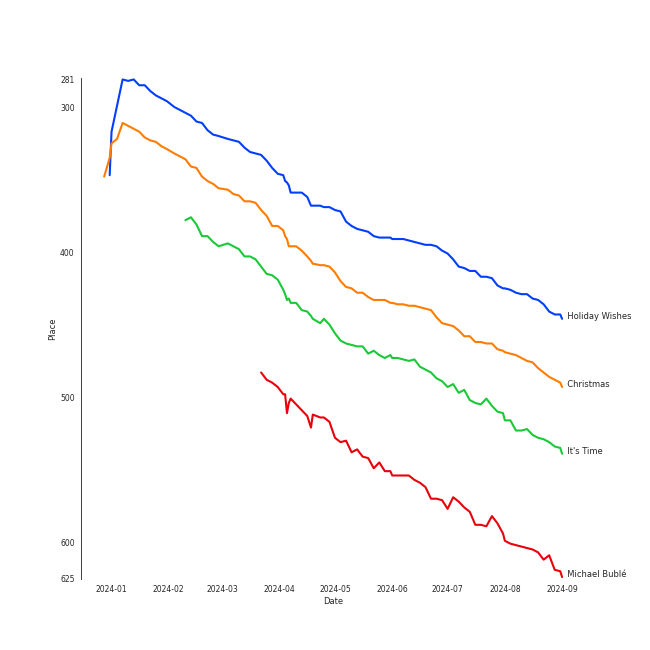 281
300
400
500
600
625
Place
2024-01
2024-02
2024-03
2024-04
2024-05
2024-06
2024-07
2024-08
2024-09
Date
Holiday Wishes
Christmas
It's Time
Michael Bublé